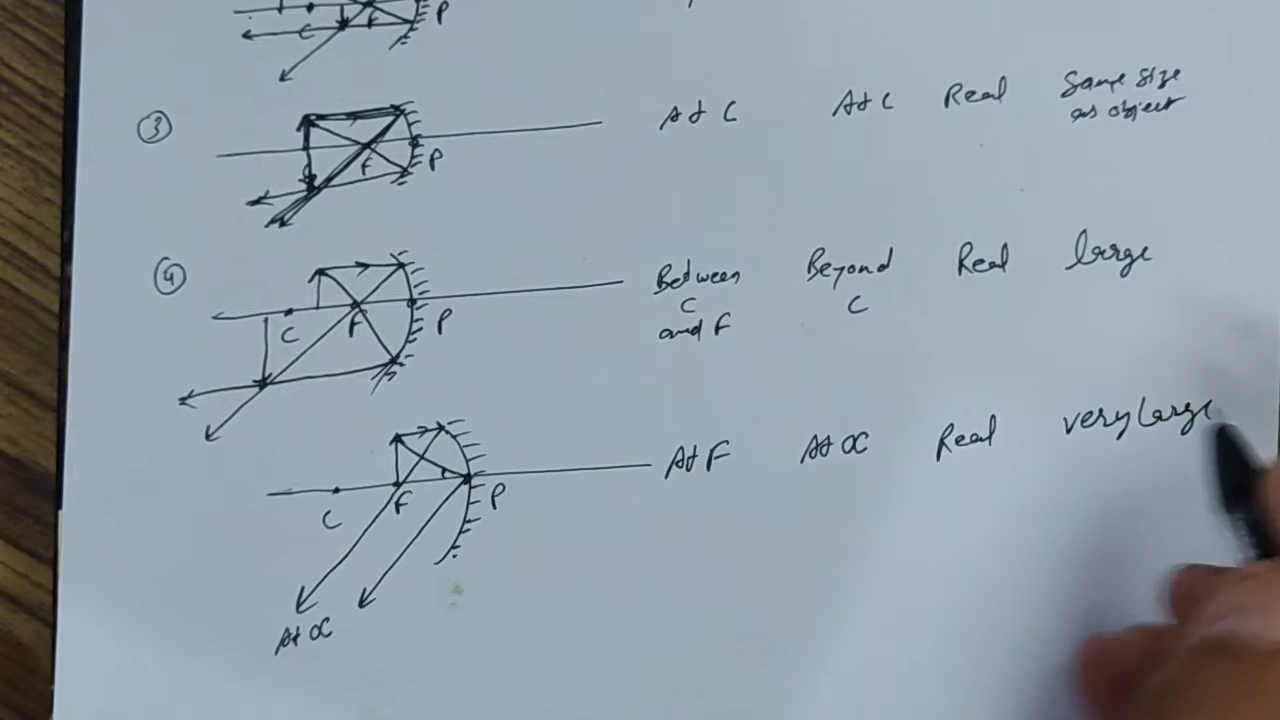 C F P
③ At C At C Real Same size
as object
F P
④ Between Beyond Real large
C C
and F
C F P
At F At ∝ Real very large
C F P
At ∝